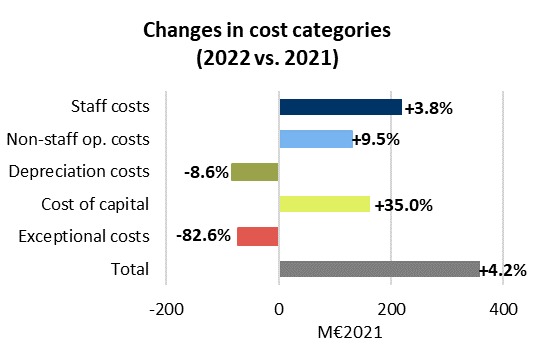 Changes in cost categories
(2022 vs. 2021)
Staff costs
+3.8%
Non-staff op. costs
+9.5%
Depreciation costs
-8.6%
Cost of capital
+35.0%
Exceptional costs
-82.6%
Total
+4.2%
-200
0
200
400
M€2021